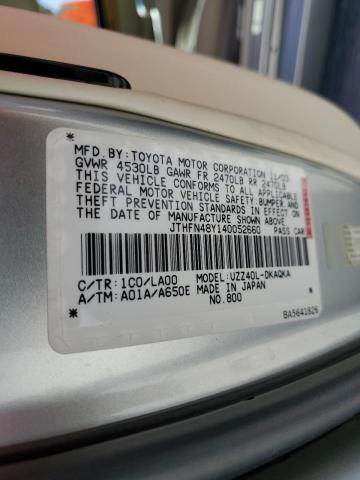 MFD. BY: TOYOTA MOTOR CORPORATION 11/03
GVWR 4530LB GAWR FR 2470LB RR 2470LB
THIS VEHICLE CONFORMS TO ALL APPLICABLE
FEDERAL MOTOR VEHICLE SAFETY, BUMPER, AND
THEFT PREVENTION STANDARDS IN EFFECT ON
THE DATE OF MANUFACTURE SHOWN ABOVE.
JTHFN48Y140052660 PASS CAR
C/TR: 1C0/LA00 MODEL: UZZ40L-DKAQKA
A/TM: A01A/A650E MADE IN JAPAN
NO. 800
BA5641826